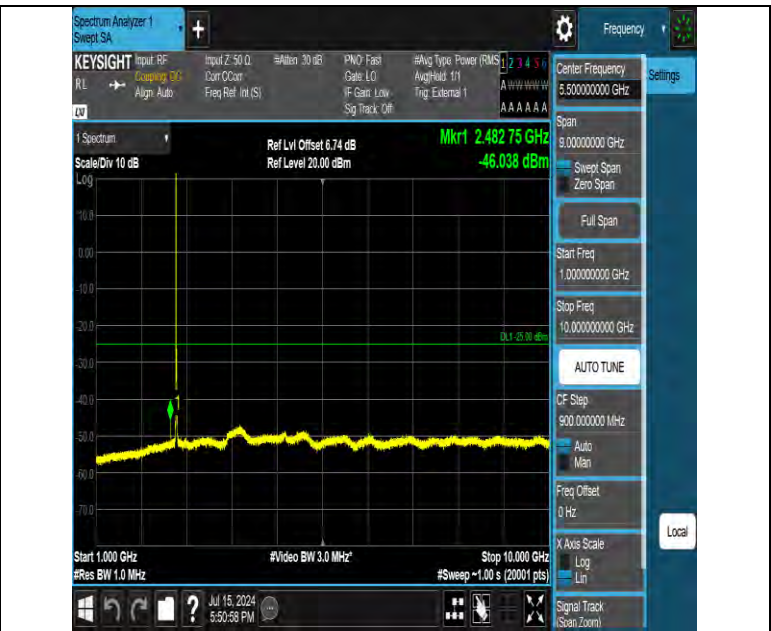 Spectrum Analyzer 1
Swept SA
+
Frequency
KEYSIGHT
RL
Input: RF
Coupling: DC
Align: Auto
Input Z: 50 Ω
Corr CCorr
Freq Ref: Int (S)
#Atten: 30 dB
PNO: Fast
Gate: LO
IF Gain: Low
Sig Track: Off
#Avg Type: Power (RMS
Avg|Hold: 1/1
Trig: External 1
1 2 3 4 5 6
A W W W W W
A A A A A A
1 Spectrum
Scale/Div 10 dB
Log
Ref Lvl Offset 6.74 dB
Ref Level 20.00 dBm
Mkr1 2.482 75 GHz
-46.038 dBm
10.0
0.00
-10.0
-20.0
-30.0
-40.0
-50.0
-60.0
-70.0
DL1 -25.00 dBm
1
Start 1.000 GHz
#Res BW 1.0 MHz
#Video BW 3.0 MHz*
Stop 10.000 GHz
#Sweep ~1.00 s (20001 pts)
Center Frequency
5.500000000 GHz
Settings
Span
9.00000000 GHz
Swept Span
Zero Span
Full Span
Start Freq
1.000000000 GHz
Stop Freq
10.000000000 GHz
AUTO TUNE
CF Step
900.000000 MHz
Auto
Man
Freq Offset
0 Hz
X Axis Scale
Log
Lin
Local
Signal Track
(Span Zoom)
?
Jul 15, 2024
5:50:58 PM